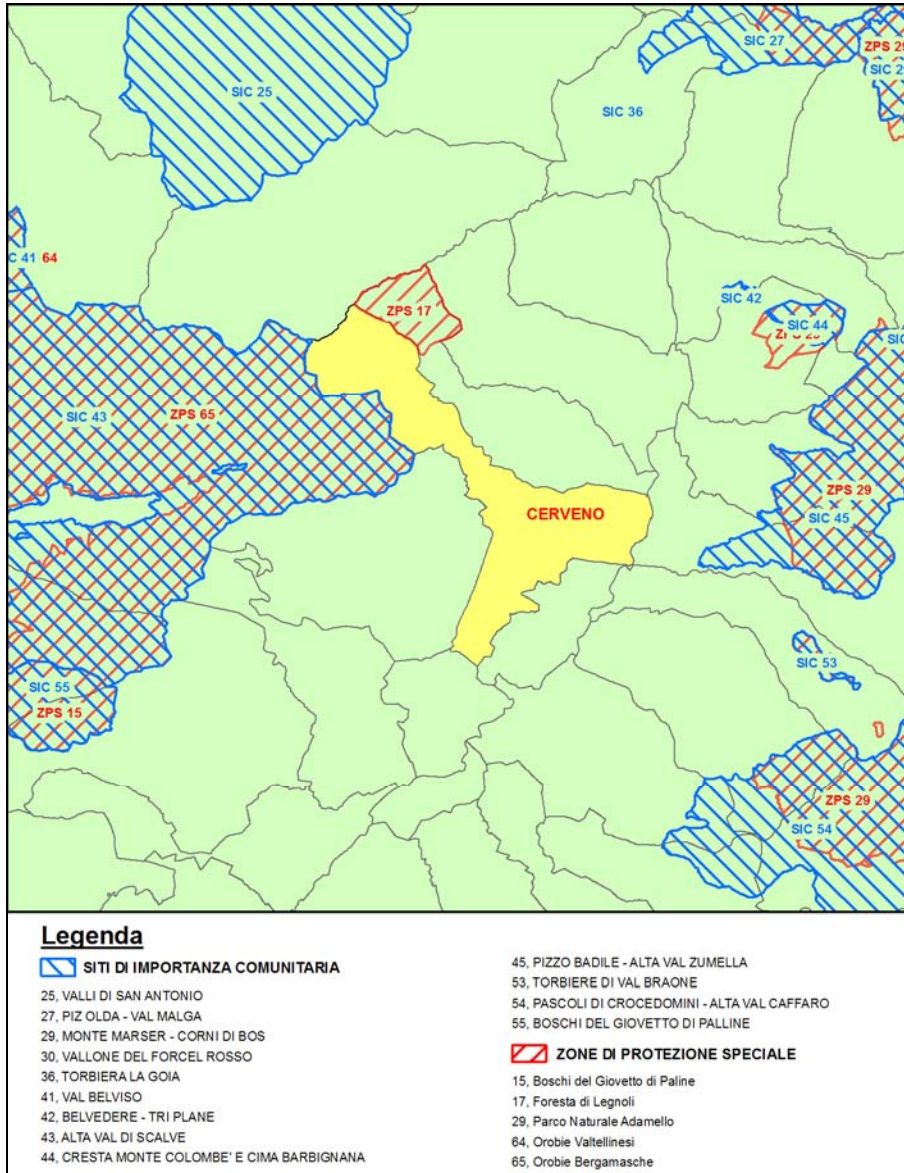 SIC 27
ZPS 29
SIC 25
SIC 36
64
ZPS 17
SIC 42
SIC 44
SIC 43
ZPS 65
ZPS 29
CERVENO
SIC 45
SIC 53
SIC 55
ZPS 15
ZPS 29
SIC 54
Legenda
SITI DI IMPORTANZA COMUNITARIA
25, VALLI DI SAN ANTONIO
27, PIZ OLDA - VAL MALGA
29, MONTE MARSER - CORNI DI BOS
30, VALLONE DEL FORCEL ROSSO
36, TORBIERA LA GOIA
41, VAL BELVISO
42, BELVEDERE - TRI PLANE
43, ALTA VAL DI SCALVE
44, CRESTA MONTE COLOMBE' E CIMA BARBIGNANA
45, PIZZO BADILE - ALTA VAL ZUMELLA
53, TORBIERE DI VAL BRAONE
54, PASCOLI DI CROCEDOMINI - ALTA VAL CAFFARO
55, BOSCHI DEL GIOVETTO DI PALLINE
ZONE DI PROTEZIONE SPECIALE
15, Boschi del Giovetto di Paline
17, Foresta di Legnoli
29, Parco Naturale Adamello
64, Orobie Valtellinesi
65, Orobie Bergamasche